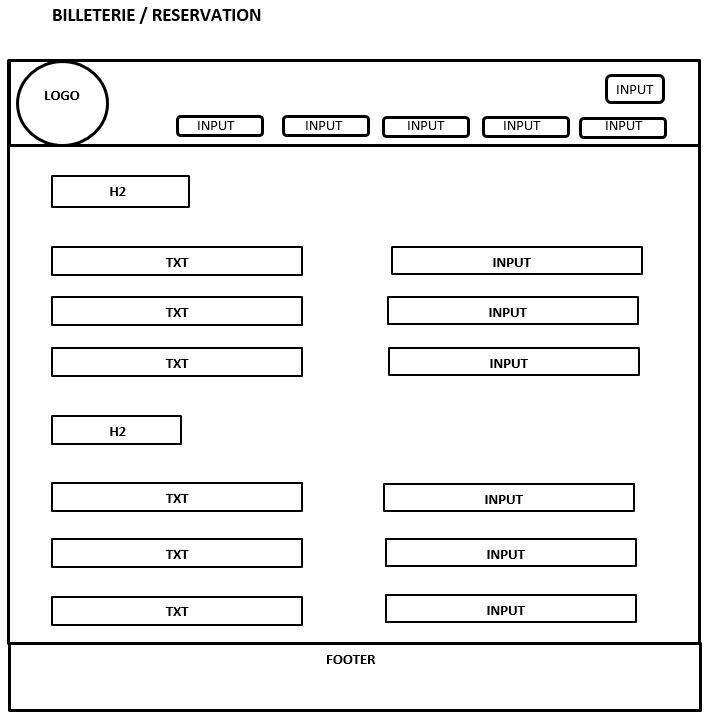 BILLETERIE / RESERVATION
LOGO
INPUT
INPUT INPUT INPUT INPUT INPUT
H2
TXT INPUT
TXT INPUT
TXT INPUT
H2
TXT INPUT
TXT INPUT
TXT INPUT
FOOTER